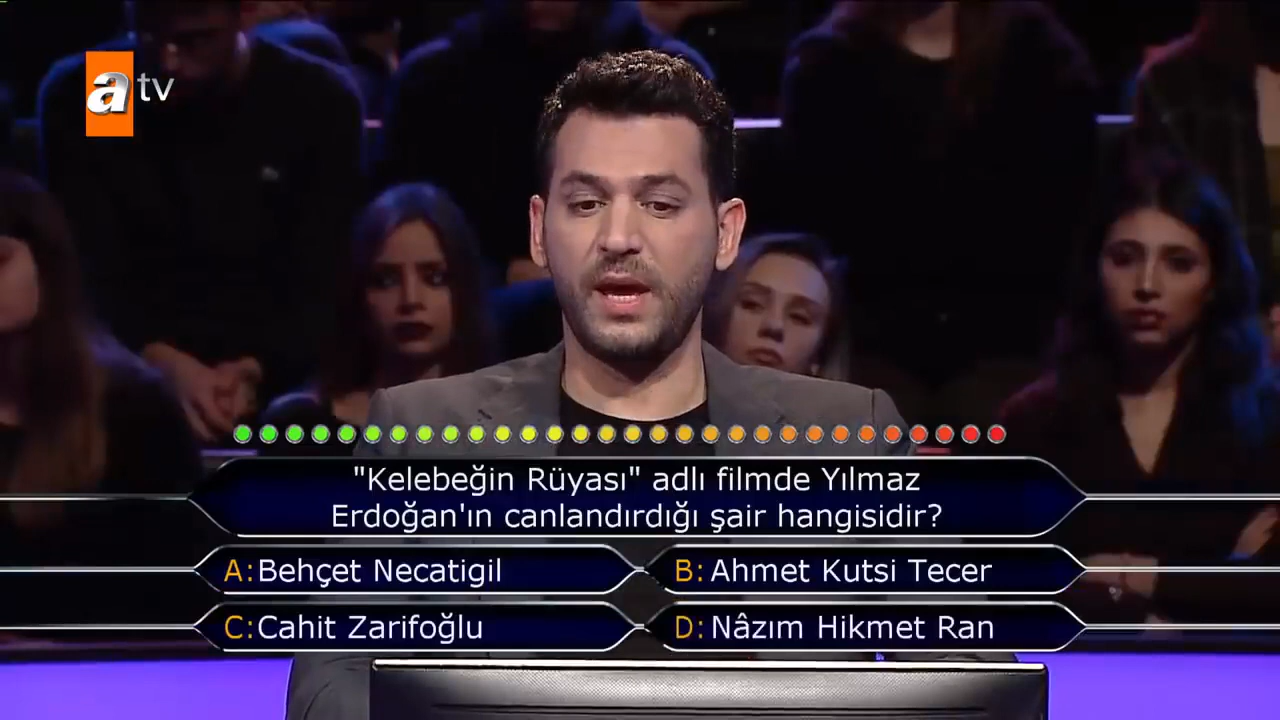 atv
"Kelebeğin Rüyası" adlı filmde Yılmaz
Erdoğan'ın canlandırdığı şair hangisidir?
A: Behçet Necatigil
B: Ahmet Kutsi Tecer
C: Cahit Zarifoğlu
D: Nâzım Hikmet Ran